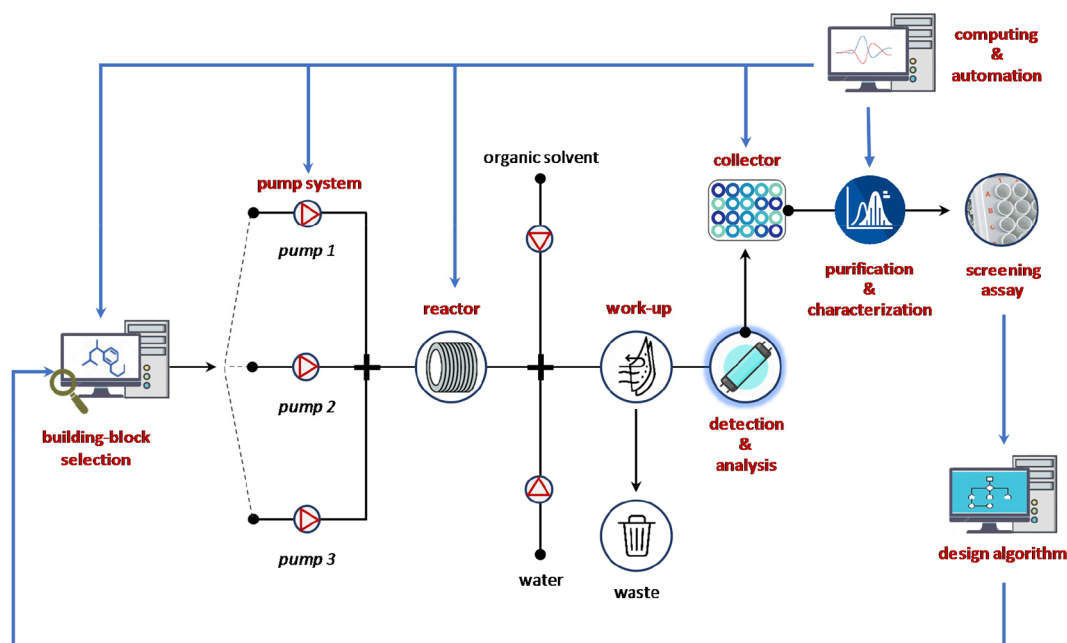 computing
&
automation
organic solvent
collector
pump system
pump 1
purification
&
characterization
screening
assay
reactor
work-up
pump 2
building-block
selection
detection
&
analysis
pump 3
water
waste
design algorithm